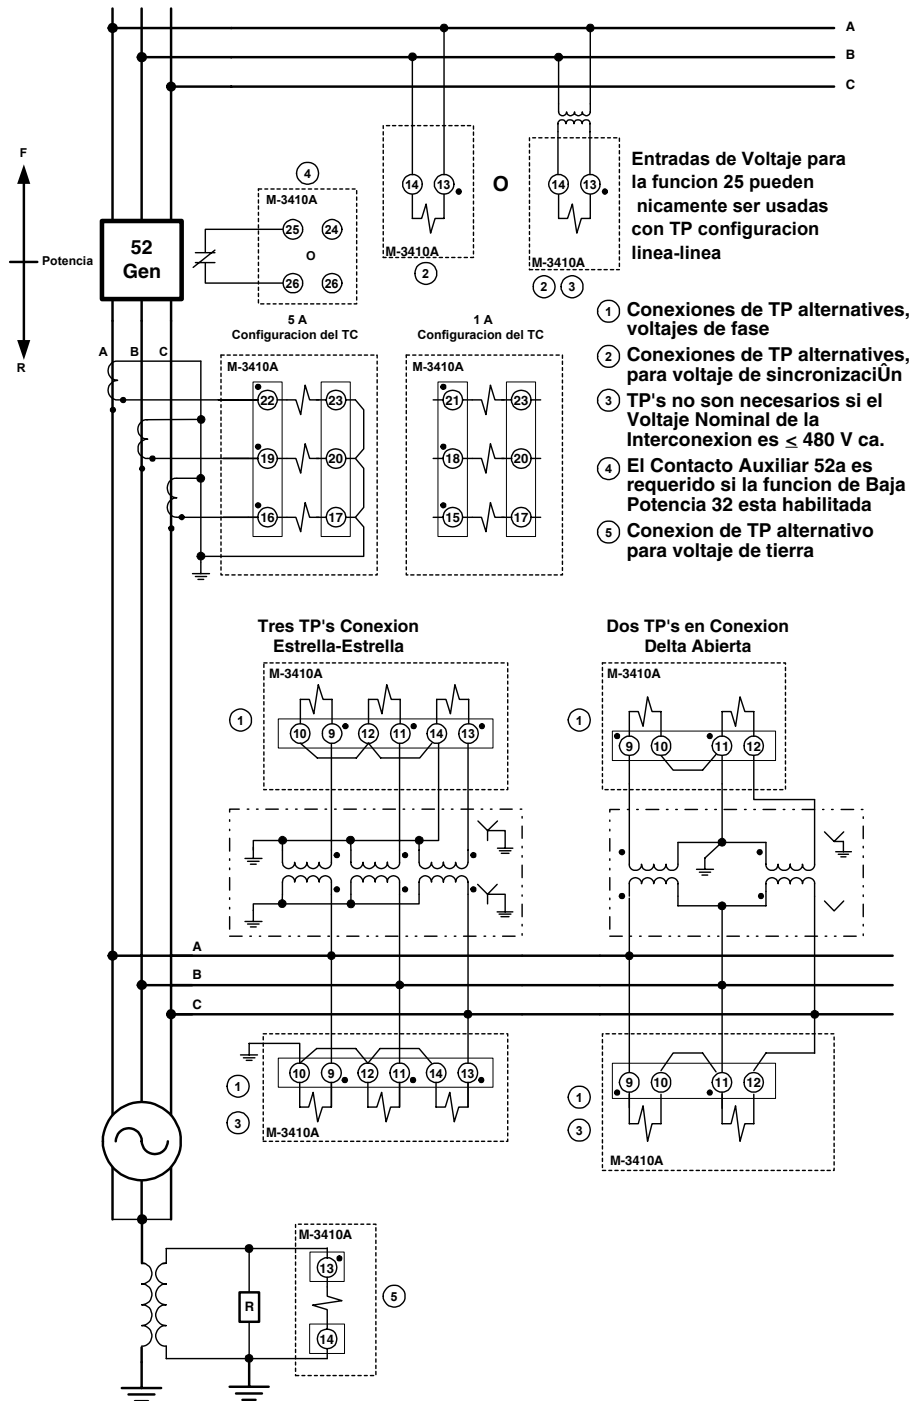 A
B
C
F
Potencia
R
52
Gen
4
M-3410A
25 24
O
26 26
14 13
M-3410A
2
O
14 13
M-3410A
2 3
Entradas de Voltaje para
la funcion 25 pueden
nicamente ser usadas
con TP configuracion
linea-linea
1 Conexiones de TP alternatives,
voltajes de fase
2 Conexiones de TP alternatives,
para voltaje de sincronizaciÛn
3 TP's no son necesarios si el
Voltaje Nominal de la
Interconexion es ≤ 480 V ca.
4 El Contacto Auxiliar 52a es
requerido si la funcion de Baja
Potencia 32 esta habilitada
5 Conexion de TP alternativo
para voltaje de tierra
A B C
5 A
Configuracion del TC
M-3410A
22 23
19 20
16 17
1 A
Configuracion del TC
M-3410A
21 23
18 20
15 17
Tres TP's Conexion
Estrella-Estrella
M-3410A
1
10 9 12 11 14 13
Dos TP's en Conexion
Delta Abierta
M-3410A
1
9 10 11 12
A
B
C
10 9 12 11 14 13
1
3
M-3410A
9 10 11 12
1
3
M-3410A
M-3410A
13
R
14
5